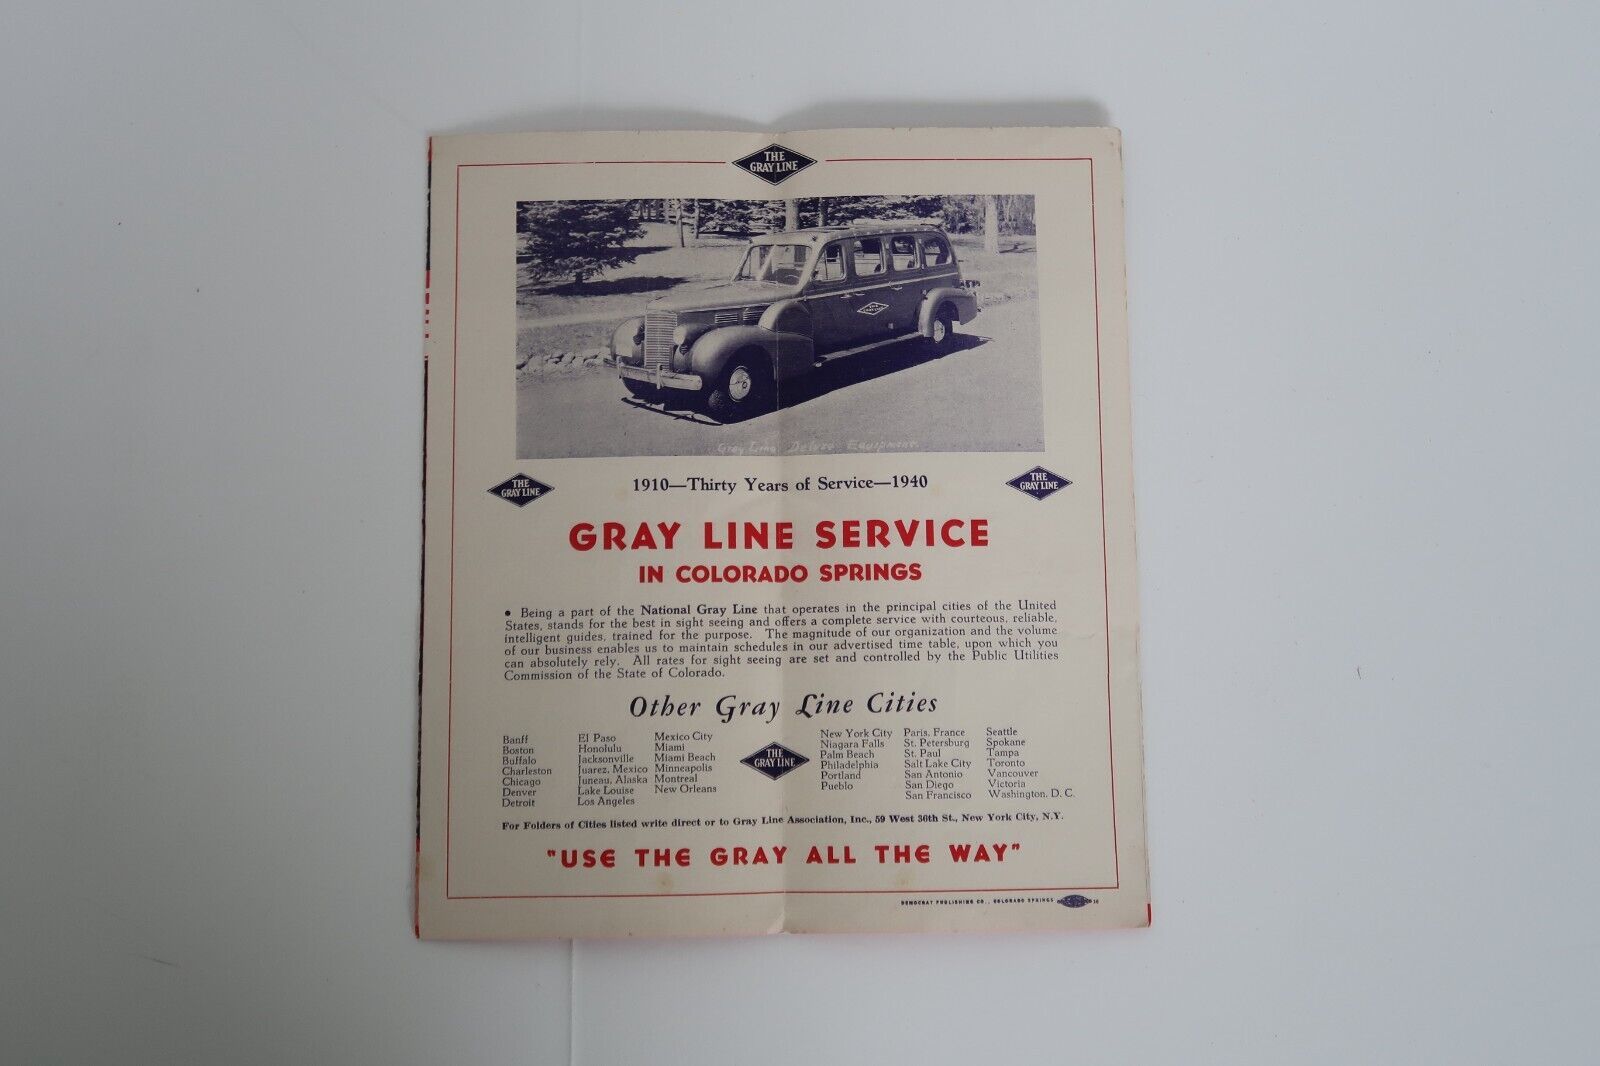 THE
GRAY LINE
THE
GRAY LINE
Gray Line Deluxe Equipment.
THE
GRAY LINE
1910—Thirty Years of Service—1940
THE
GRAY LINE
GRAY LINE SERVICE
IN COLORADO SPRINGS
• Being a part of the National Gray Line that operates in the principal cities of the United
States, stands for the best in sight seeing and offers a complete service with courteous, reliable,
intelligent guides, trained for the purpose. The magnitude of our organization and the volume
of our business enables us to maintain schedules in our advertised time table, upon which you
can absolutely rely. All rates for sight seeing are set and controlled by the Public Utilities
Commission of the State of Colorado.
Other Gray Line Cities
Banff
Boston
Buffalo
Charleston
Chicago
Denver
Detroit
El Paso
Honolulu
Jacksonville
Juarez, Mexico
Juneau, Alaska
Lake Louise
Los Angeles
Mexico City
Miami
Miami Beach
Minneapolis
Montreal
New Orleans
THE
GRAY LINE
New York City
Niagara Falls
Palm Beach
Philadelphia
Portland
Pueblo
Paris, France
St. Petersburg
St. Paul
Salt Lake City
San Antonio
San Diego
San Francisco
Seattle
Spokane
Tampa
Toronto
Vancouver
Victoria
Washington, D. C.
For Folders of Cities listed write direct or to Gray Line Association, Inc., 59 West 36th St., New York City, N.Y.
"USE THE GRAY ALL THE WAY"
DEMOCRAT PUBLISHING CO., COLORADO SPRINGS